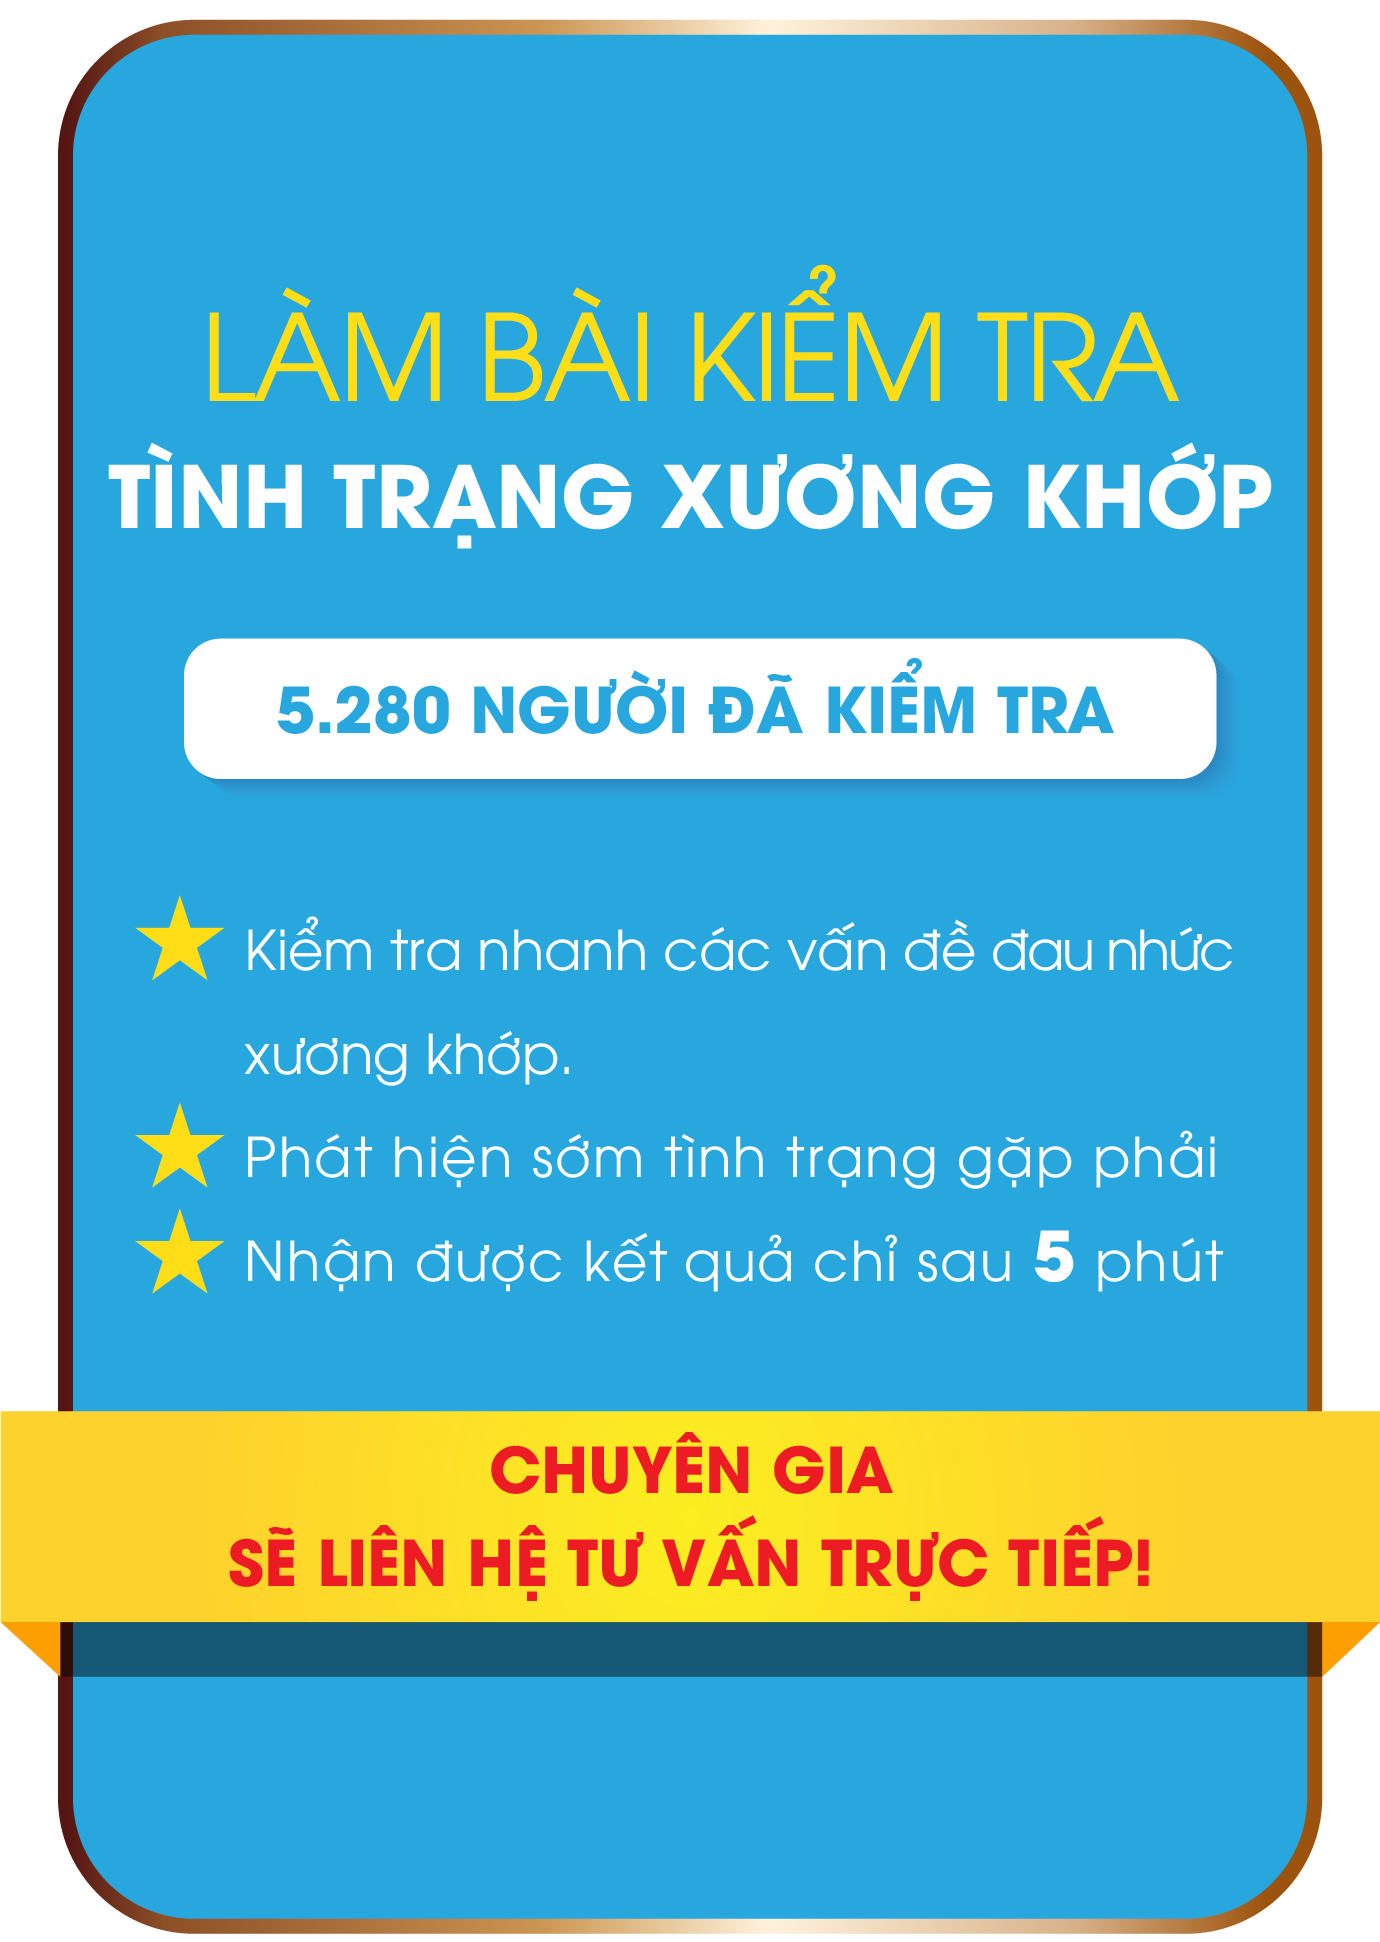 LÀM BÀI KIỂM TRA
TÌNH TRẠNG XƯƠNG KHỚP
5.280 NGƯỜI ĐÃ KIỂM TRA
Kiểm tra nhanh các vấn đề đau nhức
xương khớp.
Phát hiện sớm tình trạng gặp phải
Nhận được kết quả chỉ sau 5 phút
CHUYÊN GIA
SẼ LIÊN HỆ TƯ VẤN TRỰC TIẾP!